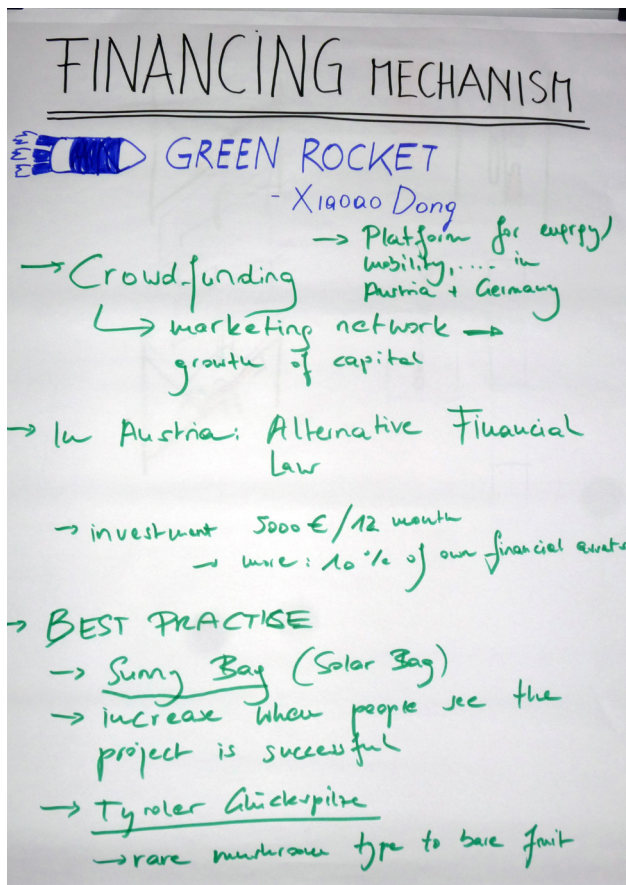 FINANCING MECHANISM
GREEN ROCKET
- Xiaoao Dong
→ Platform for energy,
mobility, .... in
Austria + Germany
→ Crowd-funding
↳ marketing network →
growth of capital
→ In Austria: Alternative Financial
Law
→ investment 5000 € / 12 month
→ more: 10 % of own financial assets
→ BEST PRACTISE
→ Sunny Bag (Solar Bag)
→ increase when people see the
project is successful
→ Tyroler Glückspilze
→ rare mushroom type to bare fruit